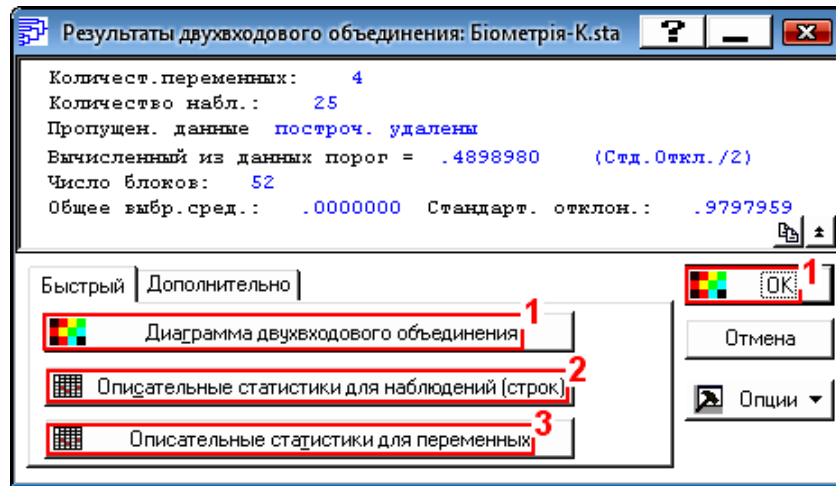 Результаты двухвходового объединения: Біометрія-К.sta ?
Количест.переменных: 4
Количество набл.: 25
Пропущен. данные построч. удалены
Вычисленный из данных порог = .4898980 (Стд.Откл./2)
Число блоков: 52
Общее выбр.сред.: .0000000 Стандарт. отклон.: .9797959
Быстрый Дополнительно
OK 1
Диаграмма двухвходового объединения 1
Отмена
Описательные статистики для наблюдений (строк) 2
Опции
Описательные статистики для переменных 3